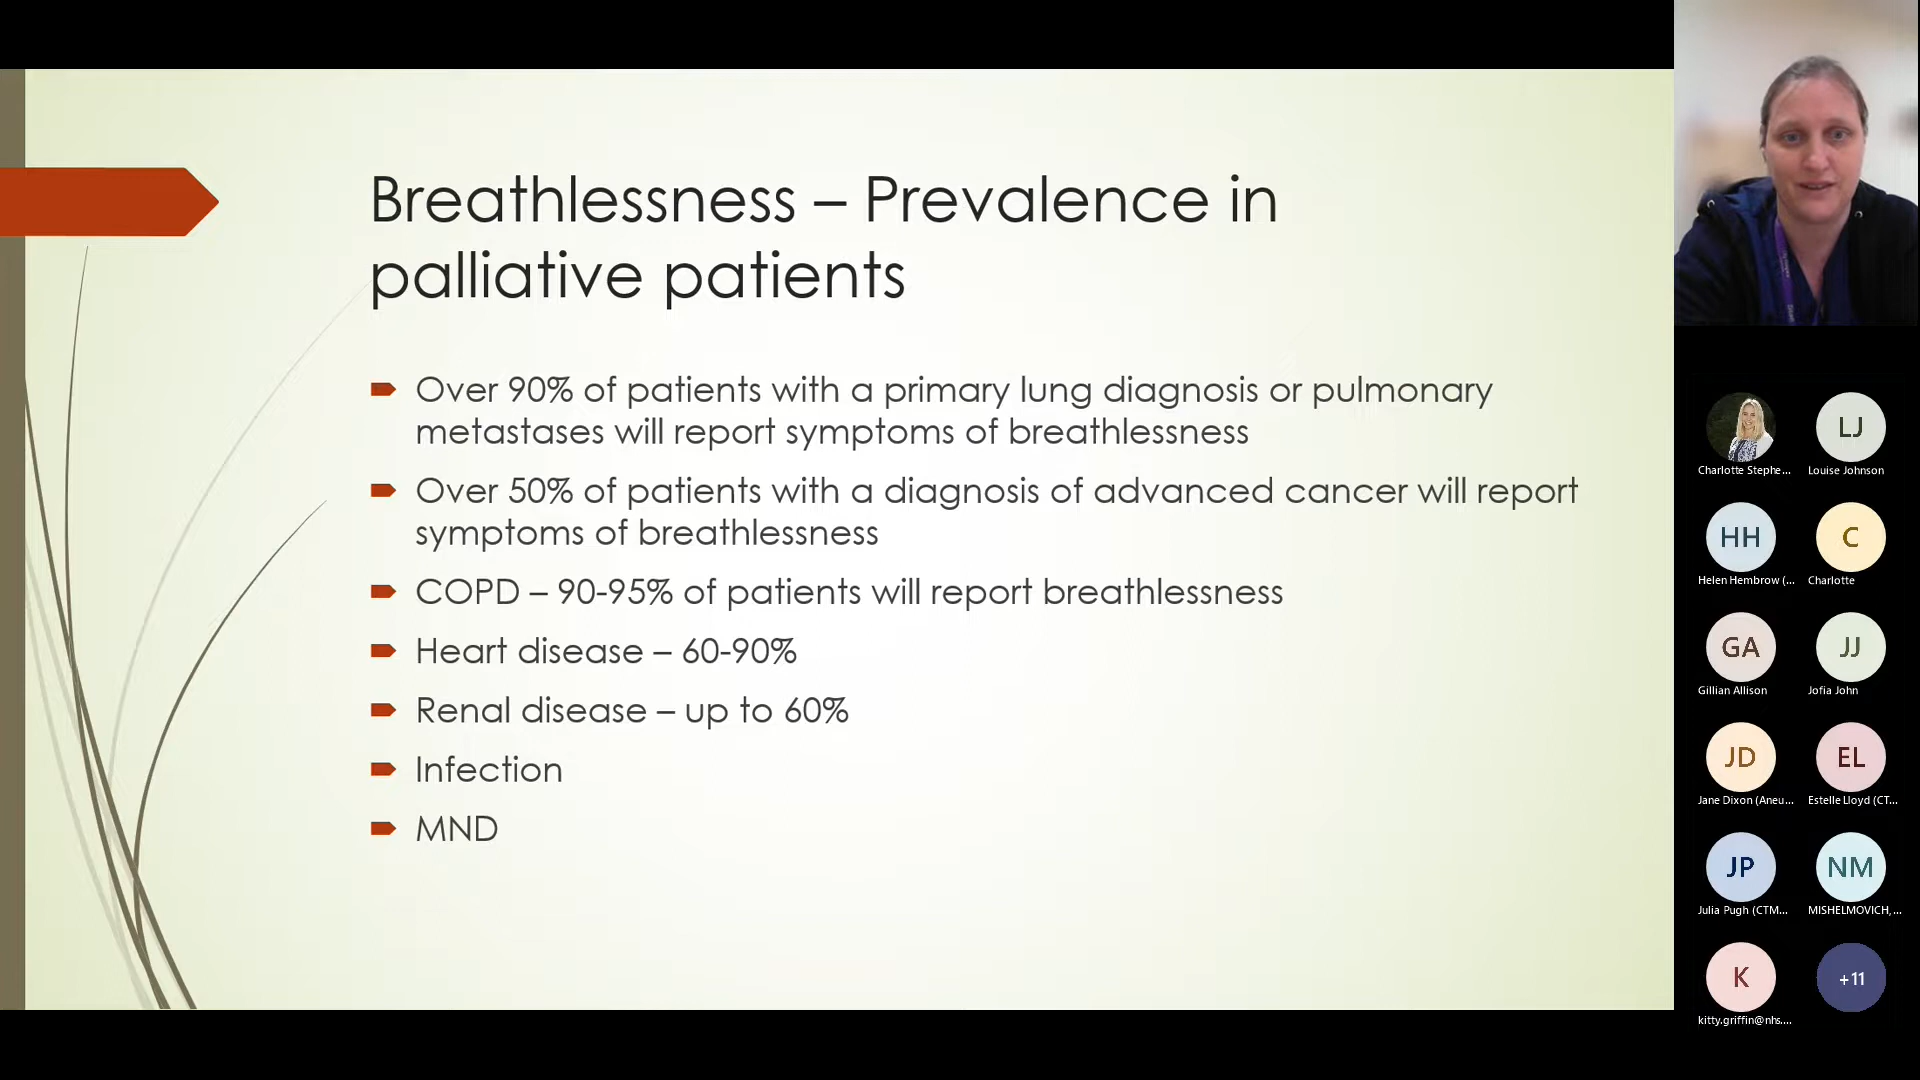 Breathlessness – Prevalence in
palliative patients
Over 90% of patients with a primary lung diagnosis or pulmonary
metastases will report symptoms of breathlessness
Over 50% of patients with a diagnosis of advanced cancer will report
symptoms of breathlessness
COPD – 90-95% of patients will report breathlessness
Heart disease – 60-90%
Renal disease – up to 60%
Infection
MND
Charlotte Stephe...
LJ
Louise Johnson
HH
Helen Hembrow (...
C
Charlotte
GA
Gillian Allison
JJ
Jofia John
JD
Jane Dixon (Aneu...
EL
Estelle Lloyd (CT...
JP
Julia Pugh (CTM...
NM
MISHELMOVICH,...
K
kitty.griffin@nhs....
+11